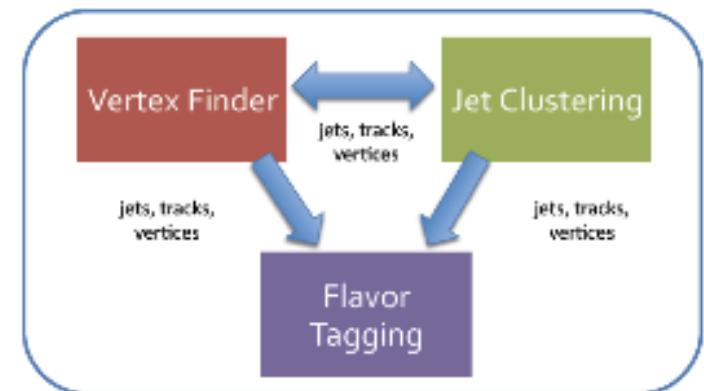 Vertex Finder
Jet Clustering
jets, tracks,
vertices
jets, tracks,
vertices
jets, tracks,
vertices
Flavor
Tagging